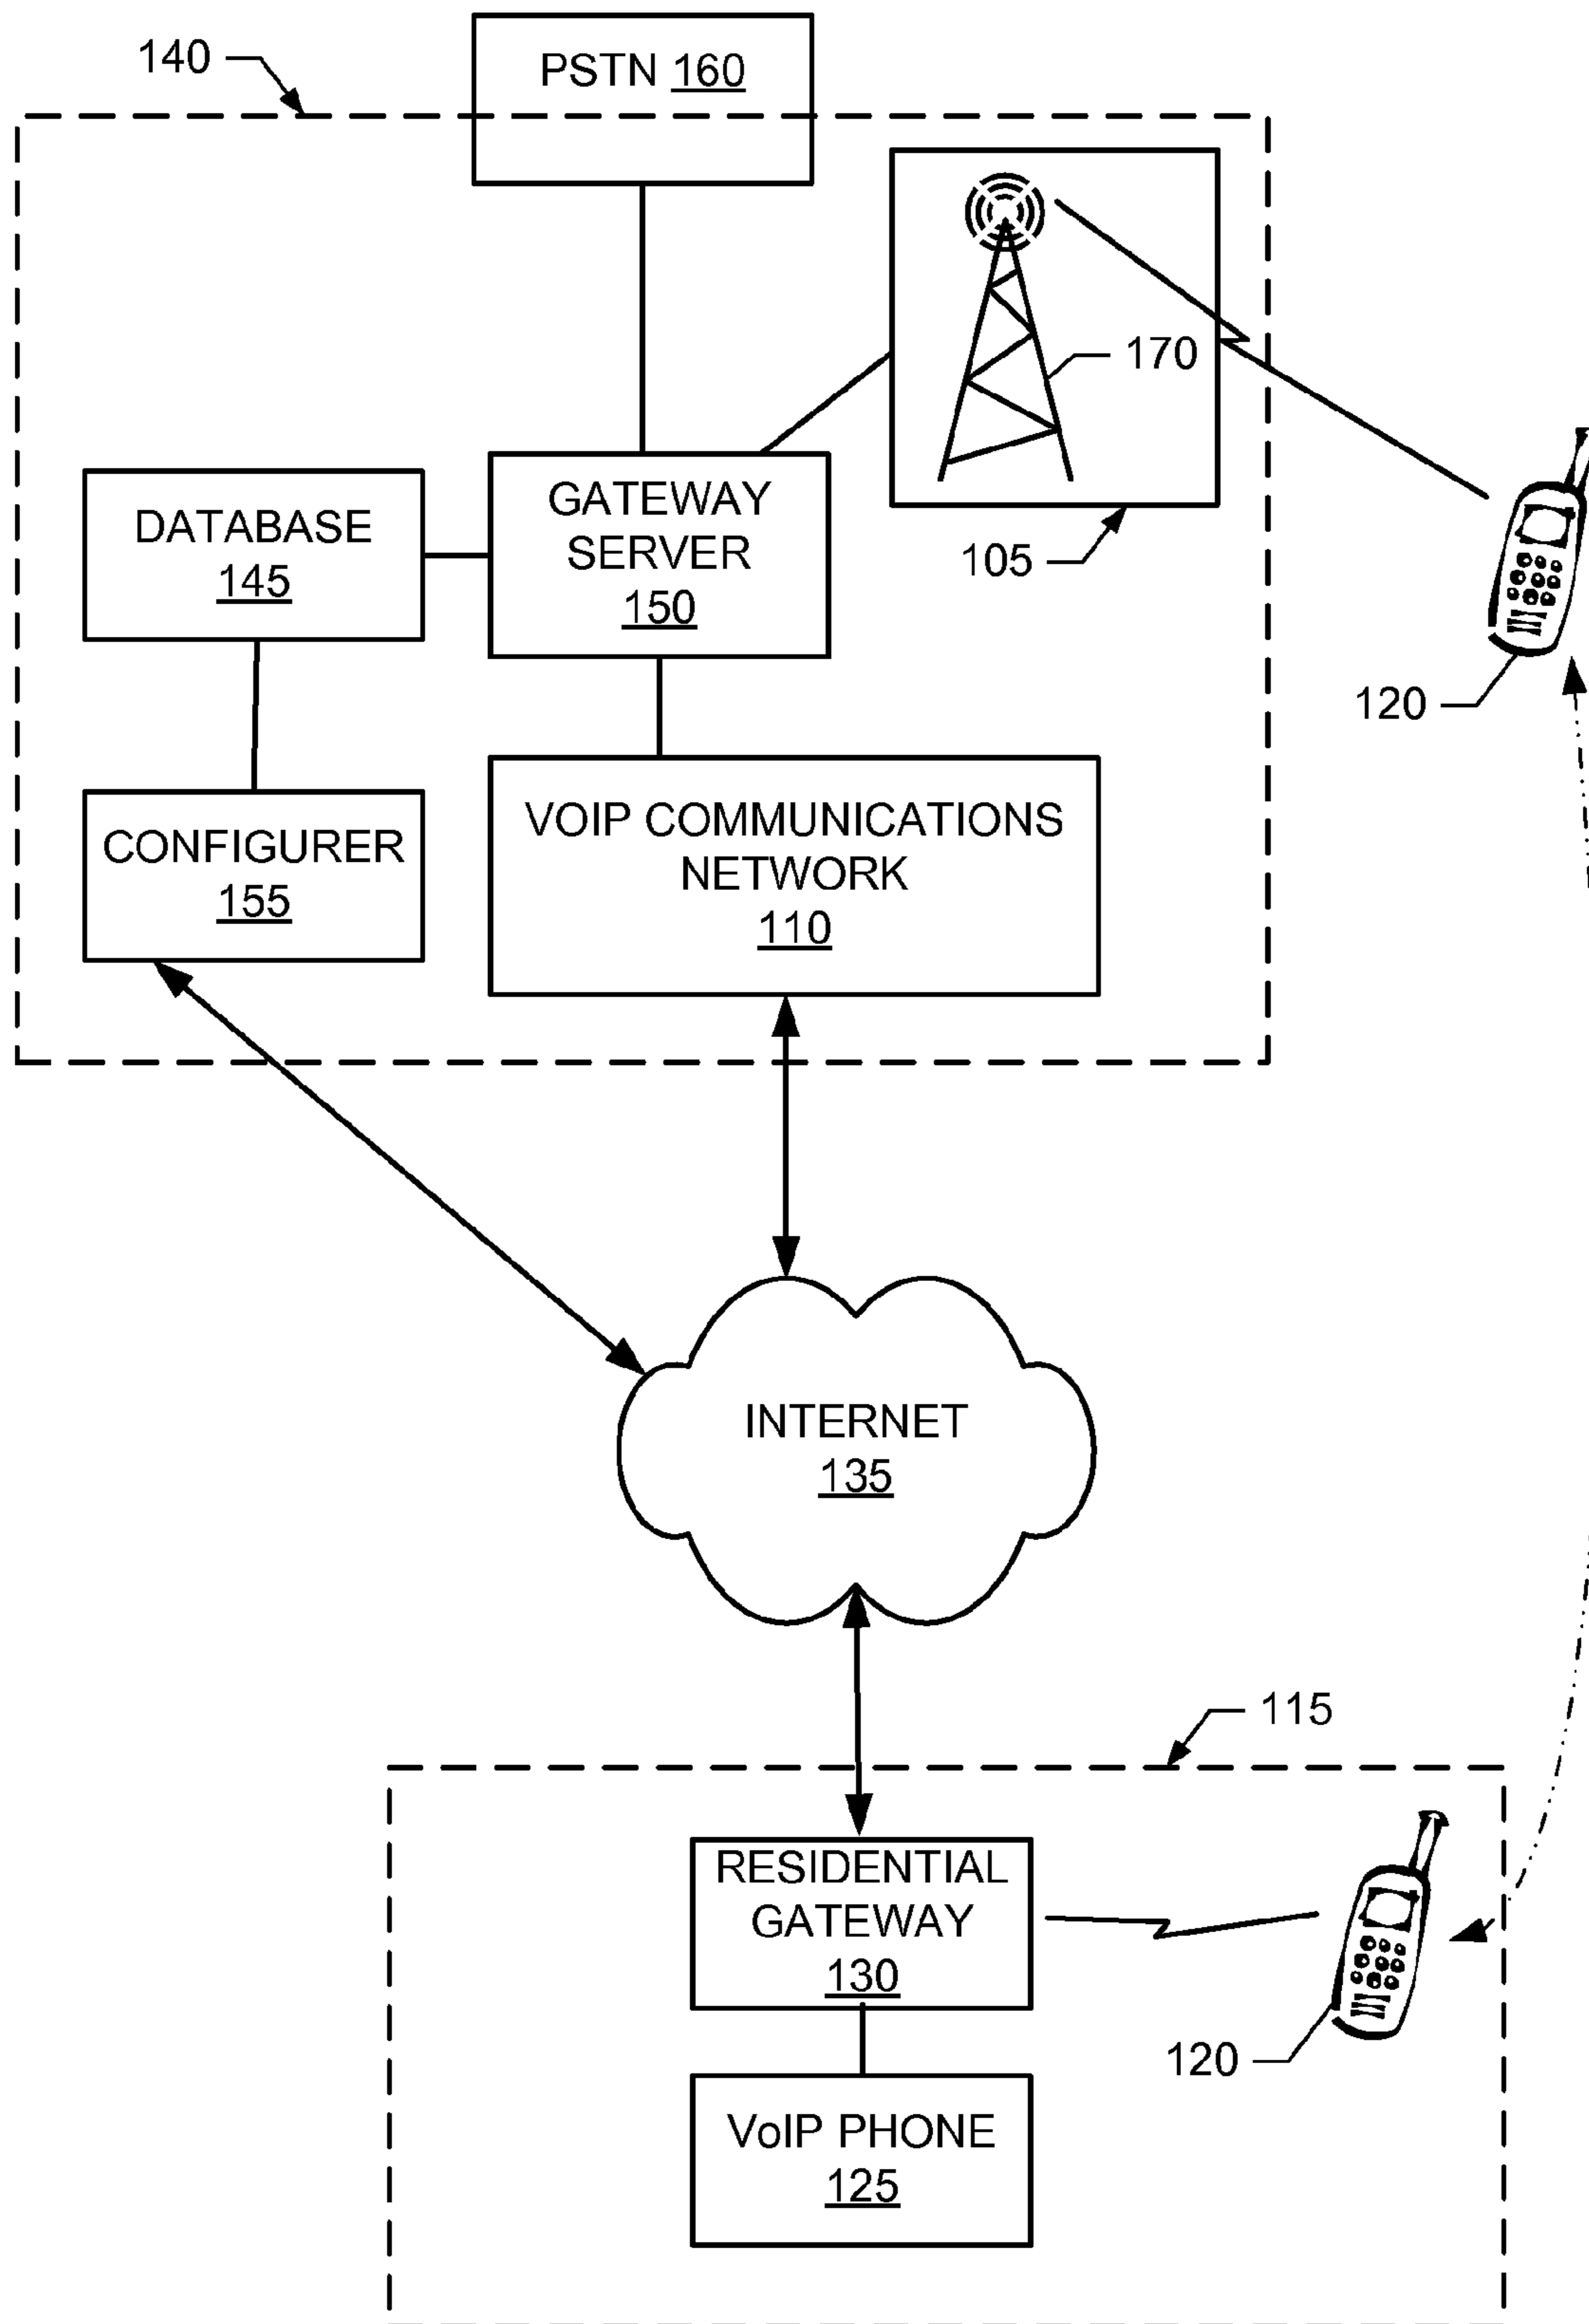 140
PSTN 160
170
105
DATABASE
145
GATEWAY
SERVER
150
120
CONFIGURER
155
VOIP COMMUNICATIONS
NETWORK
110
INTERNET
135
115
RESIDENTIAL
GATEWAY
130
120
VoIP PHONE
125